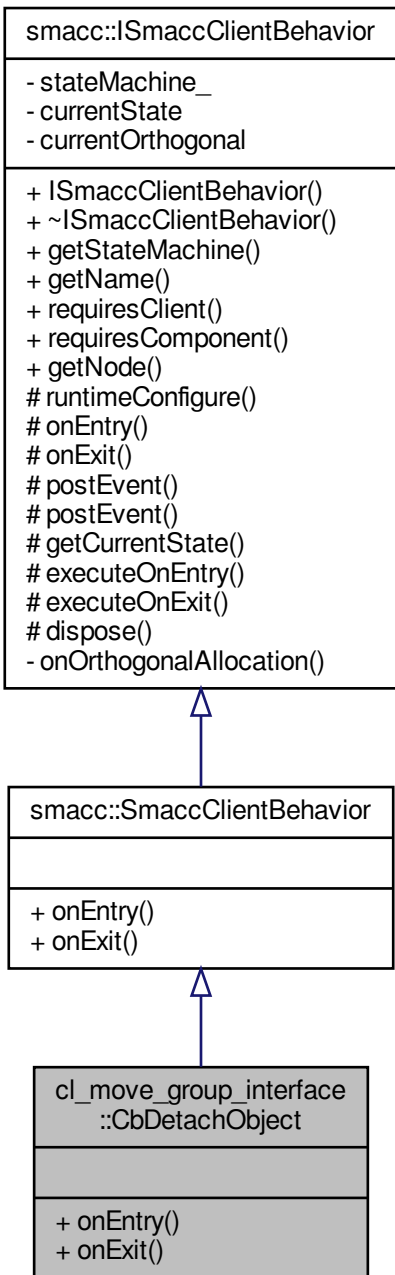 smacc::ISmaccClientBehavior
- stateMachine_
- currentState
- currentOrthogonal
+ ISmaccClientBehavior()
+ ~ISmaccClientBehavior()
+ getStateMachine()
+ getName()
+ requiresClient()
+ requiresComponent()
+ getNode()
# runtimeConfigure()
# onEntry()
# onExit()
# postEvent()
# postEvent()
# getCurrentState()
# executeOnEntry()
# executeOnExit()
# dispose()
- onOrthogonalAllocation()
smacc::SmaccClientBehavior
+ onEntry()
+ onExit()
cl_move_group_interface
::CbDetachObject
+ onEntry()
+ onExit()